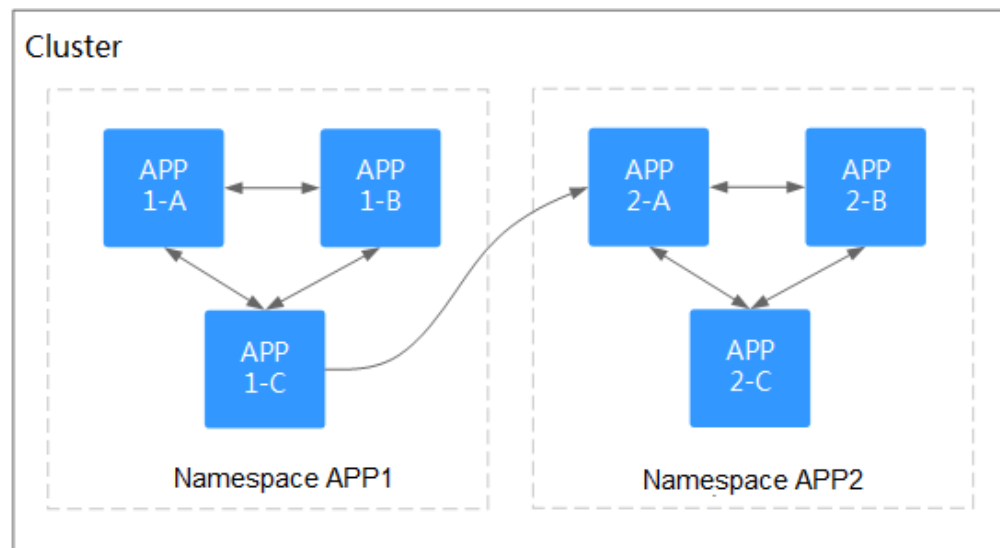 Cluster
APP
1-A
APP
1-B
APP
2-A
APP
2-B
APP
1-C
APP
2-C
Namespace APP1
Namespace APP2